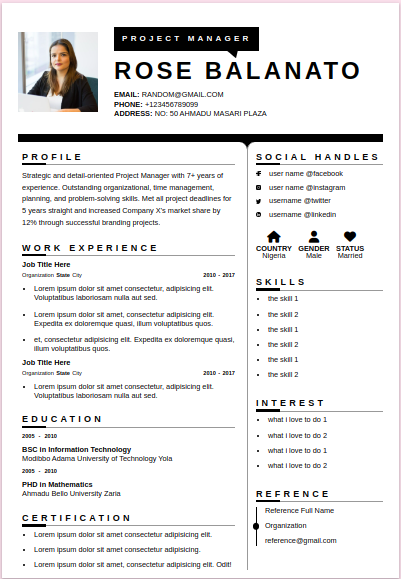 PROJECT MANAGER
ROSE BALANATO
EMAIL: RANDOM@GMAIL.COM
PHONE: +123456789099
ADDRESS: NO: 50 AHMADU MASARI PLAZA
PROFILE
Strategic and detail-oriented Project Manager with 7+ years of
experience. Outstanding organizational, time management,
planning, and problem-solving skills. Met all project deadlines for
5 years straight and increased Company X's market share by
12% through successful branding projects.
WORK EXPERIENCE
Job Title Here
Organization State City 2010 - 2017
• Lorem ipsum dolor sit amet consectetur, adipisicing elit.
Voluptatibus laboriosam nulla aut sed.
• Lorem ipsum dolor sit amet consectetur, adipisicing elit.
Expedita ex doloremque quasi, illum voluptatibus quos.
• et, consectetur adipisicing elit. Expedita ex doloremque quasi,
illum voluptatibus quos.
Job Title Here
Organization State City 2010 - 2017
• Lorem ipsum dolor sit amet consectetur, adipisicing elit.
Voluptatibus laboriosam nulla aut sed.
EDUCATION
2005 - 2010
BSC in Information Technology
Modibbo Adama University of Technology Yola
2005 - 2010
PHD in Mathematics
Ahmadu Bello University Zaria
CERTIFICATION
• Lorem ipsum dolor sit amet consectetur adipisicing elit.
• Lorem ipsum dolor sit amet consectetur adipisicing.
• Lorem ipsum dolor sit amet, consectetur adipisicing elit. Odit!
SOCIAL HANDLES
user name @facebook
user name @instagram
username @twitter
username @linkedin
COUNTRY GENDER STATUS
Nigeria Male Married
SKILLS
• the skill 1
• the skill 2
• the skill 1
• the skill 2
• the skill 1
• the skill 2
INTEREST
• what i love to do 1
• what i love to do 2
• what i love to do 1
• what i love to do 2
REFRENCE
Reference Full Name
Organization
reference@gmail.com